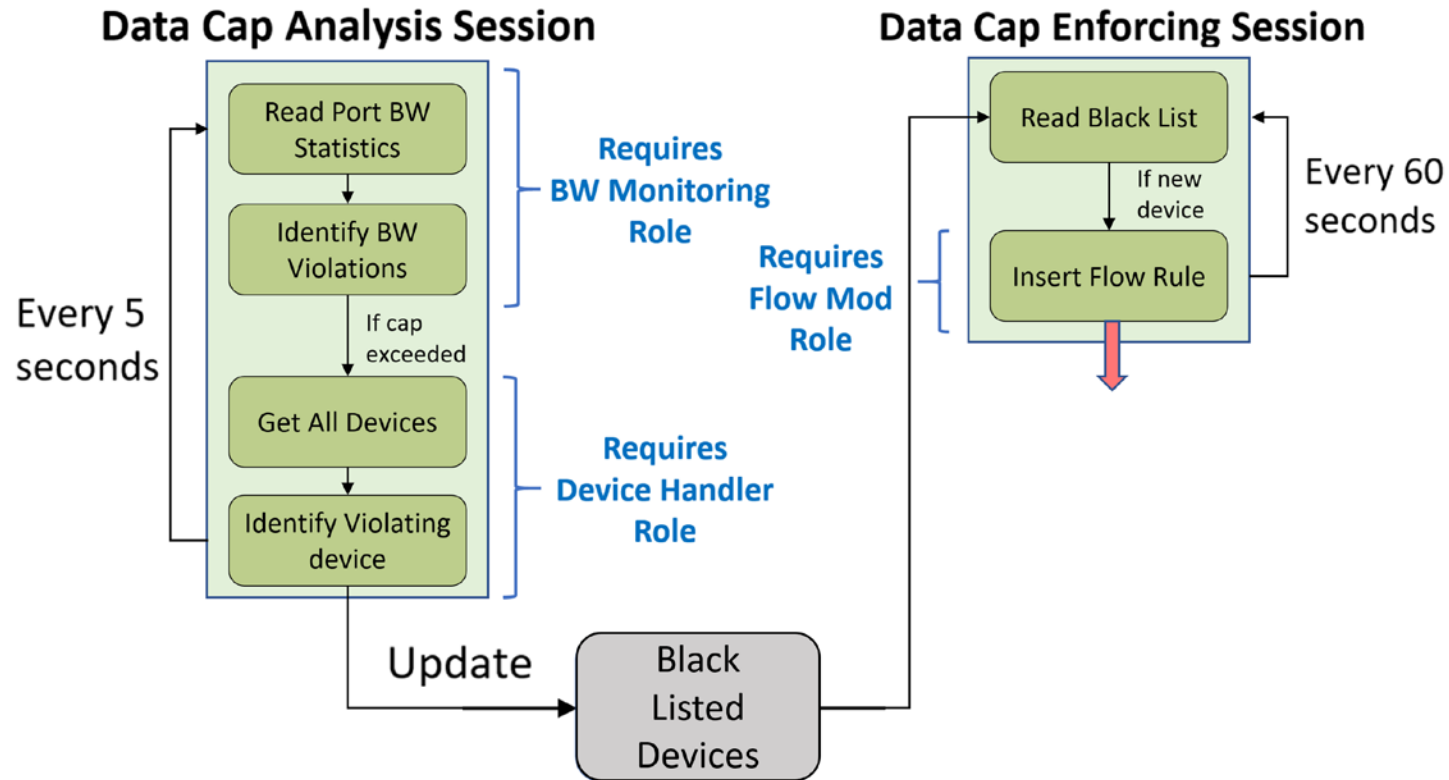 Data Cap Analysis Session
Read Port BW
Statistics
Identify BW
Violations
If cap
exceeded
Get All Devices
Identify Violating
device
Every 5
seconds
Requires
BW Monitoring
Role
Requires
Device Handler
Role
Update
Black
Listed
Devices
Data Cap Enforcing Session
Read Black List
If new
device
Insert Flow Rule
Requires
Flow Mod
Role
Every 60
seconds